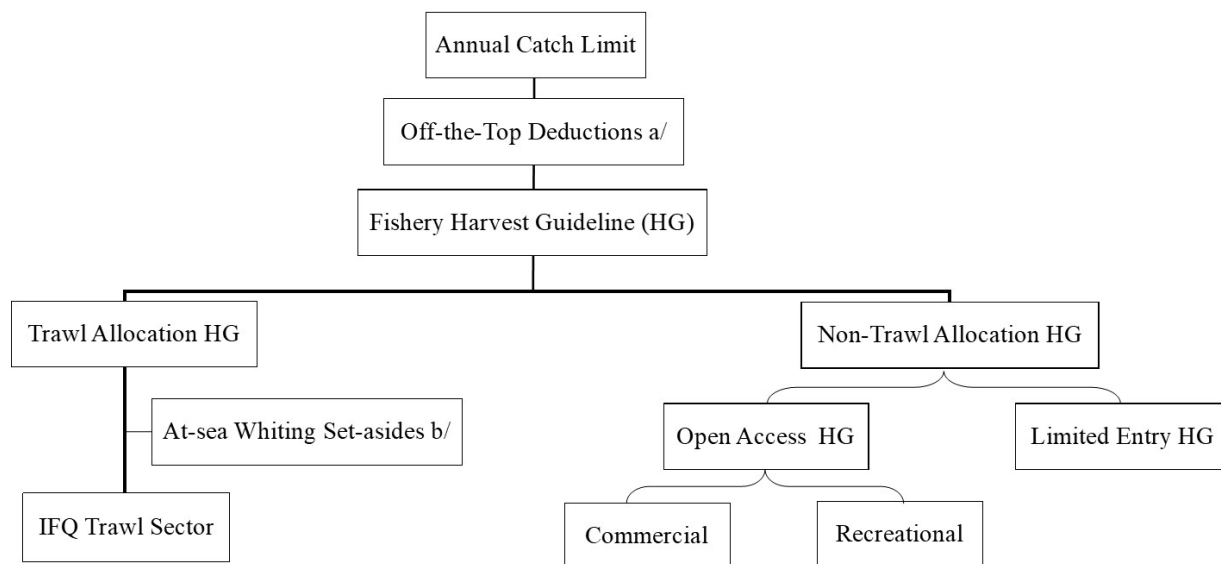 Annual Catch Limit
Off-the-Top Deductions a/
Fishery Harvest Guideline (HG)
Trawl Allocation HG
Non-Trawl Allocation HG
At-sea Whiting Set-asides b/
Open Access HG
Limited Entry HG
IFQ Trawl Sector
Commercial
Recreational